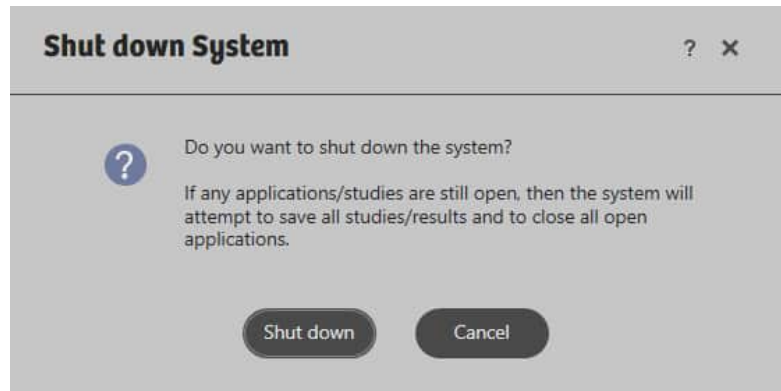 Shut down System
?
Do you want to shut down the system?
If any applications/studies are still open, then the system will
attempt to save all studies/results and to close all open
applications.
Shut down Cancel